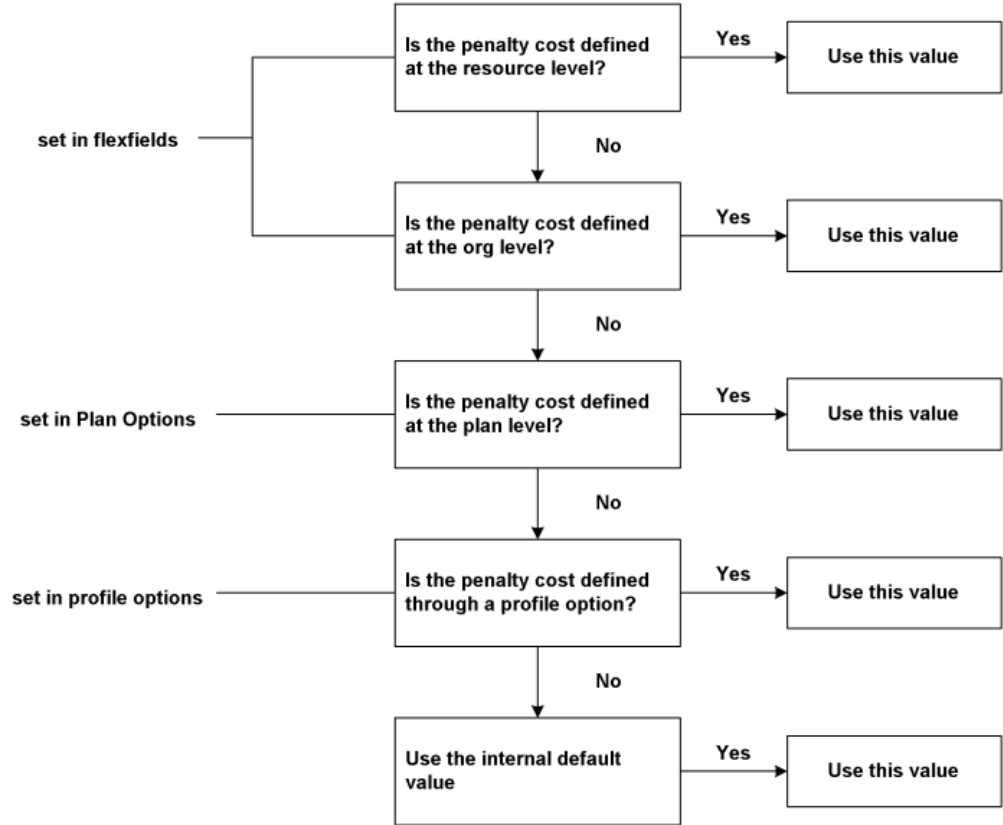 Is the penalty cost defined
at the resource level?
Yes
Use this value
set in flexfields
No
Is the penalty cost defined
at the org level?
Yes
Use this value
No
set in Plan Options
Is the penalty cost defined
at the plan level?
Yes
Use this value
No
set in profile options
Is the penalty cost defined
through a profile option?
Yes
Use this value
No
Use the internal default
value
Yes
Use this value